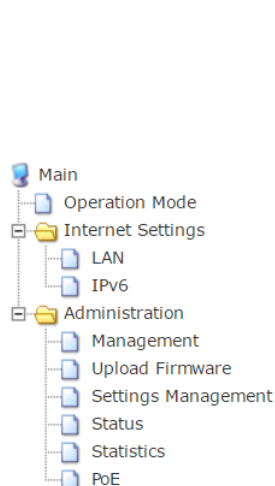 Main
Operation Mode
Internet Settings
LAN
IPv6
Administration
Management
Upload Firmware
Settings Management
Status
Statistics
PoE